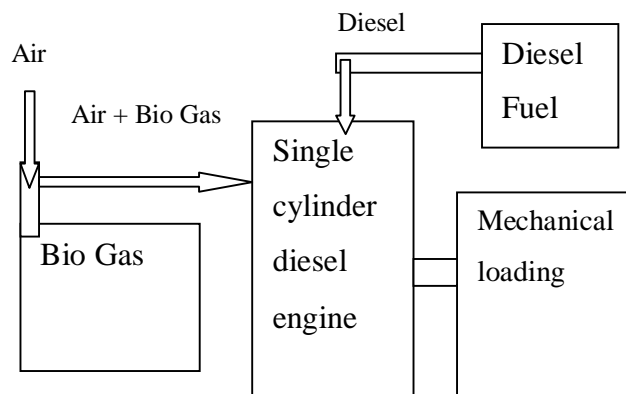 Diesel
Air
Diesel
Fuel
Air + Bio Gas
Single
cylinder
diesel
engine
Mechanical
loading
Bio Gas